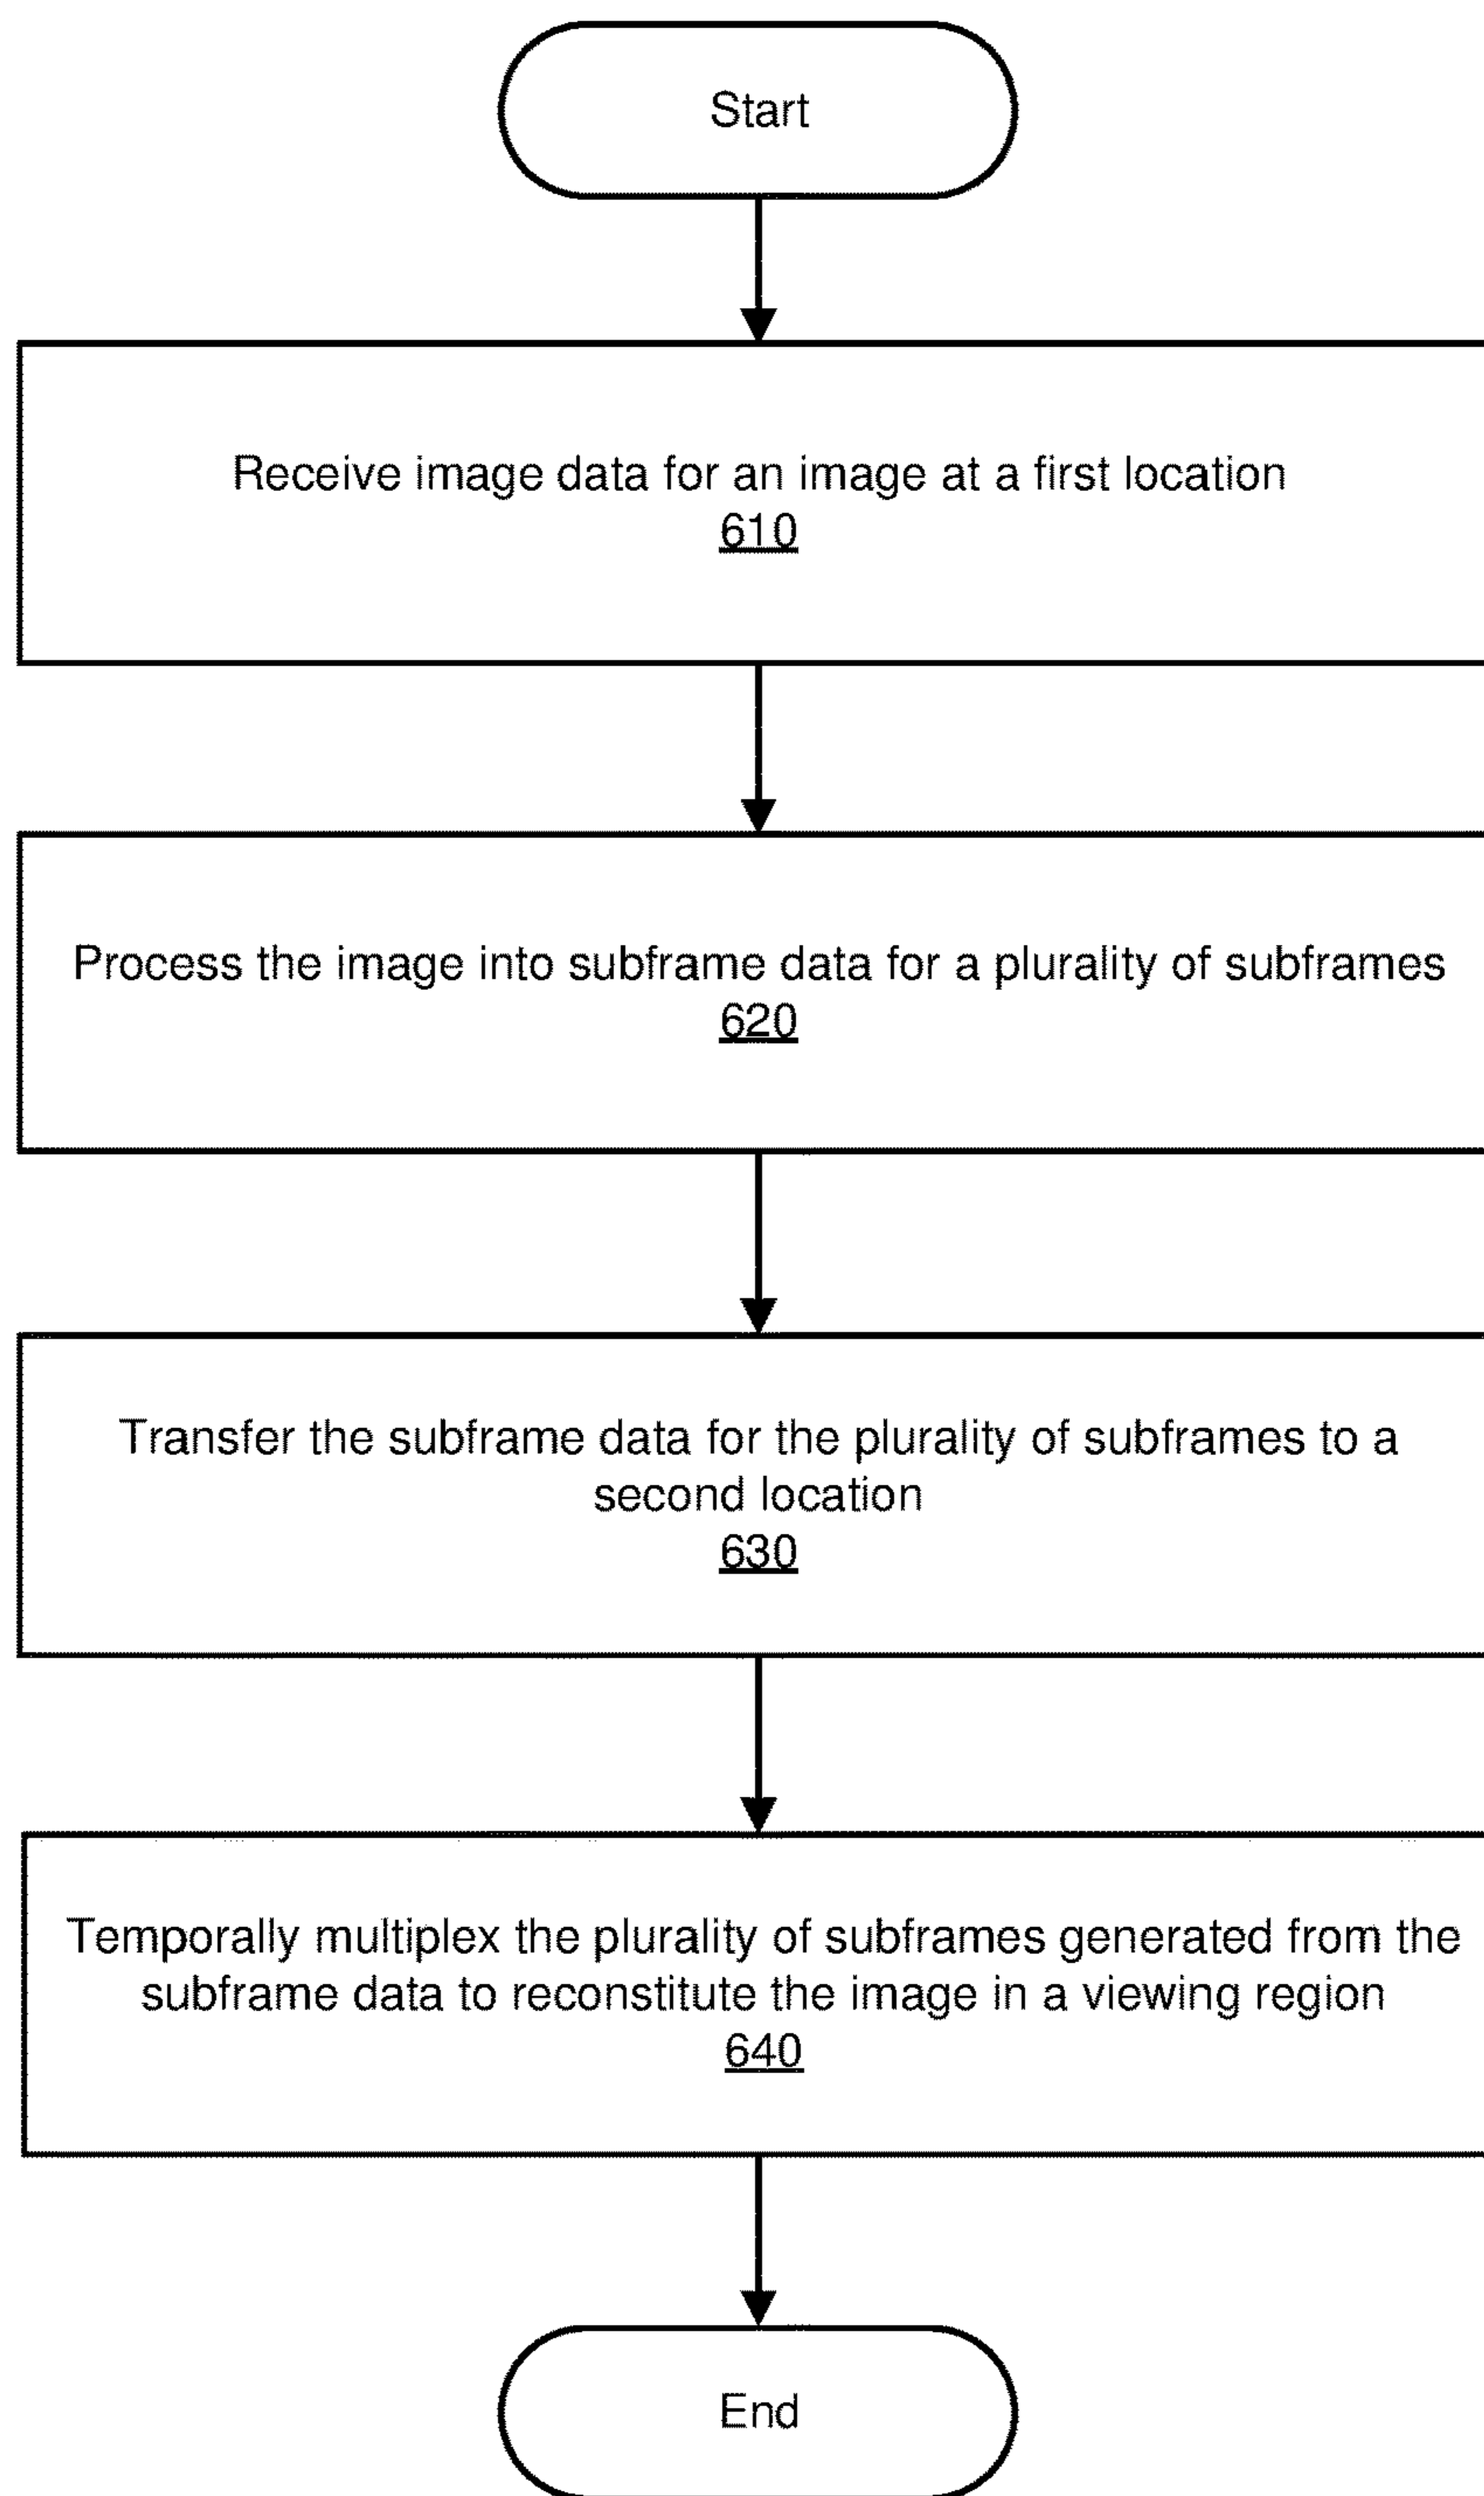 Start
Receive image data for an image at a first location
610
Process the image into subframe data for a plurality of subframes
620
Transfer the subframe data for the plurality of subframes to a
second location
630
Temporally multiplex the plurality of subframes generated from the
subframe data to reconstitute the image in a viewing region
640
End